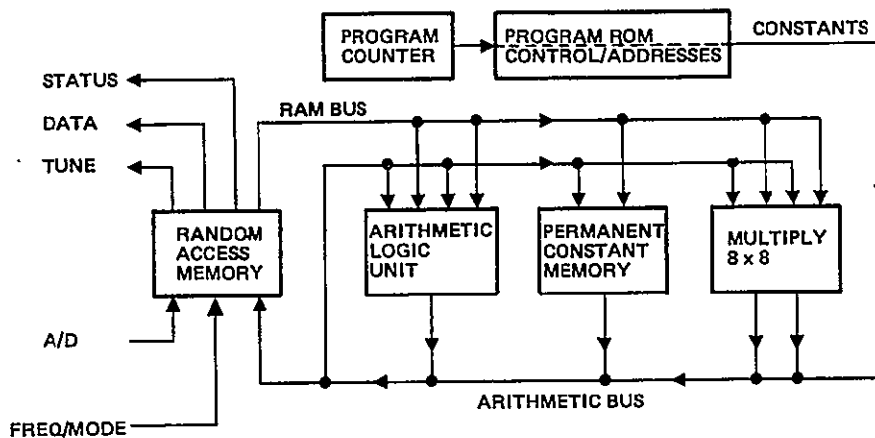 PROGRAM
COUNTER
PROGRAM ROM
CONTROL/ADDRESSES
CONSTANTS
STATUS
DATA
TUNE
RAM BUS
RANDOM
ACCESS
MEMORY
ARITHMETIC
LOGIC
UNIT
PERMANENT
CONSTANT
MEMORY
MULTIPLY
8 x 8
A/D
FREQ/MODE
ARITHMETIC BUS